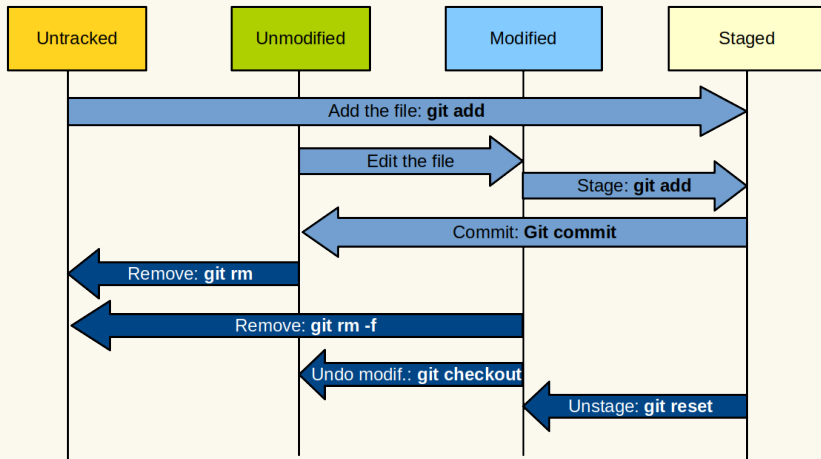 Untracked
Unmodified
Modified
Staged
Add the file: git add
Edit the file
Stage: git add
Commit: Git commit
Remove: git rm
Remove: git rm -f
Undo modif.: git checkout
Unstage: git reset